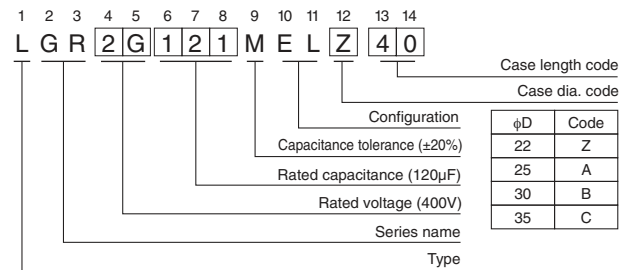 1 2 3 4 5 6 7 8 9 10 11 12 13 14
L G R 2 G 1 2 1 M E L Z 4 0
Case length code
Case dia. code
Configuration
Capacitance tolerance (±20%)
Rated capacitance (120µF)
Rated voltage (400V)
Series name
Type
ϕD Code
22 Z
25 A
30 B
35 C